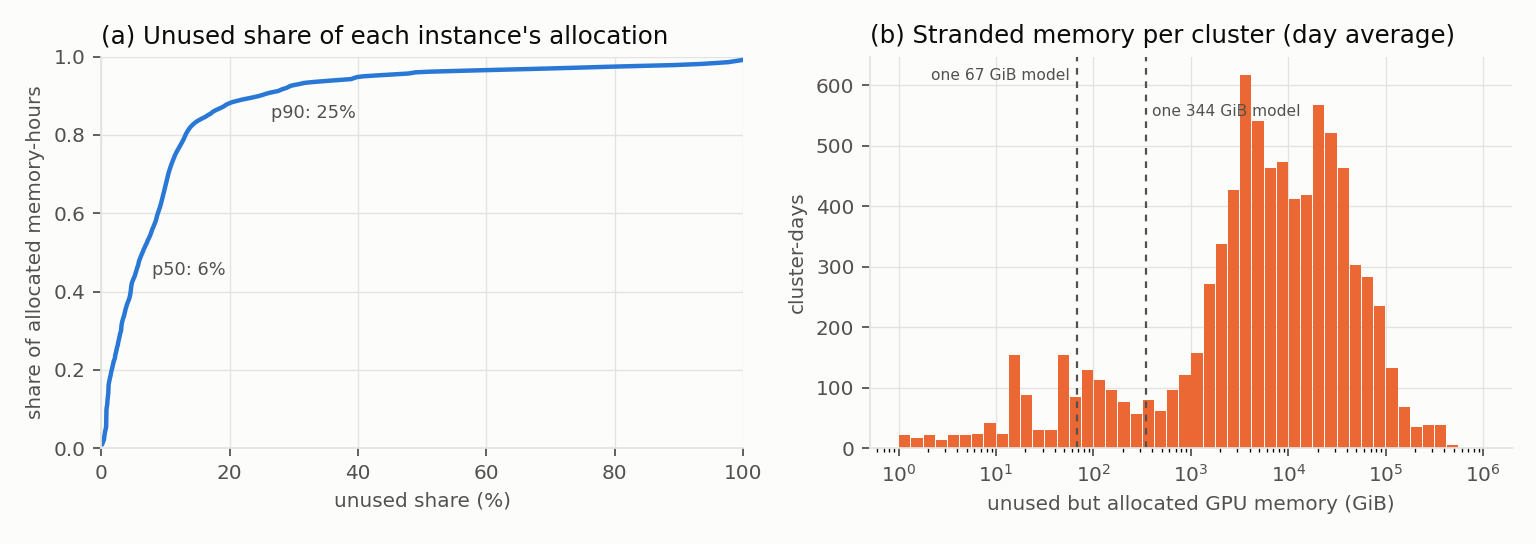 (a) Unused share of each instance's allocation
share of allocated memory-hours
1.0
0.8
0.6
0.4
0.2
0.0
p90: 25%
p50: 6%
0 20 40 60 80 100
unused share (%)
(b) Stranded memory per cluster (day average)
cluster-days
600
500
400
300
200
100
0
one 67 GiB model
one 344 GiB model
10⁰ 10¹ 10² 10³ 10⁴ 10⁵ 10⁶
unused but allocated GPU memory (GiB)